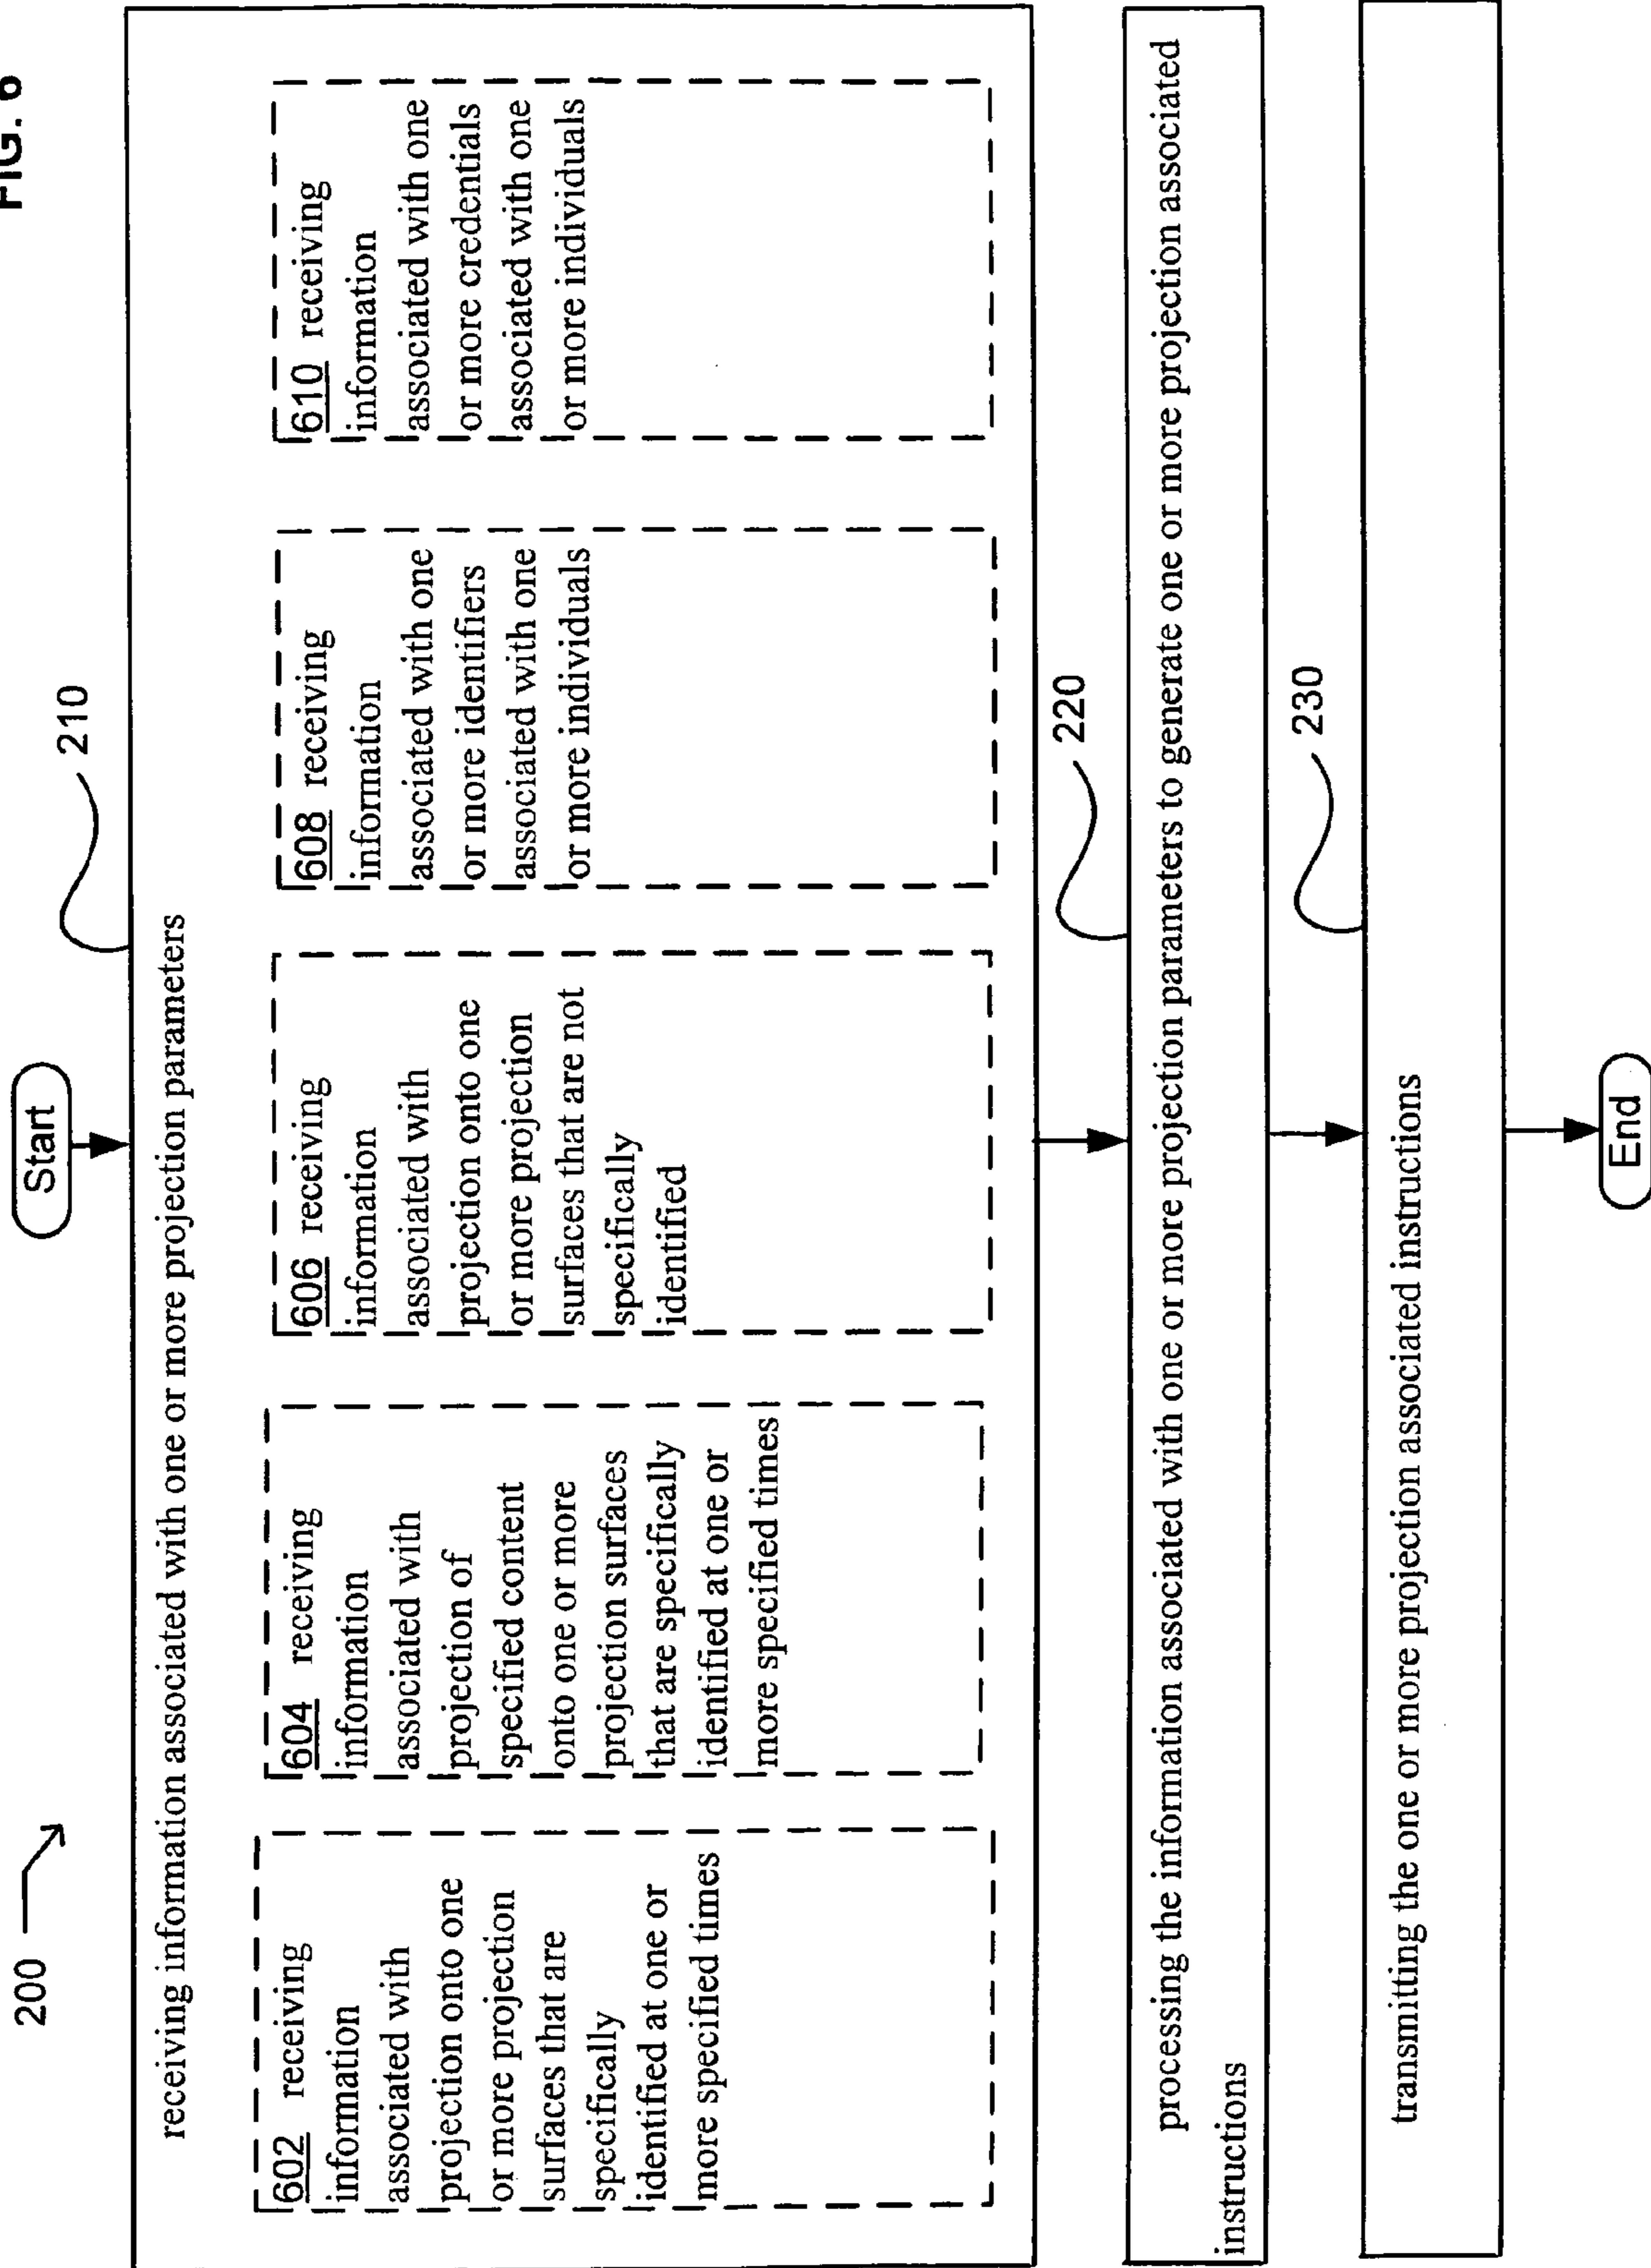 FIG. 6
200
Start
210
receiving information associated with one or more projection parameters
602 receiving
information
associated with
projection onto one
or more projection
surfaces that are
specifically
identified at one or
more specified times
604 receiving
information
associated with
projection of
specified content
onto one or more
projection surfaces
that are specifically
identified at one or
more specified times
606 receiving
information
associated with
projection onto one
or more projection
surfaces that are not
specifically
identified
608 receiving
information
associated with one
or more identifiers
associated with one
or more individuals
610 receiving
information
associated with one
or more credentials
associated with one
or more individuals
220
processing the information associated with one or more projection parameters to generate one or more projection associated
instructions
230
transmitting the one or more projection associated instructions
End